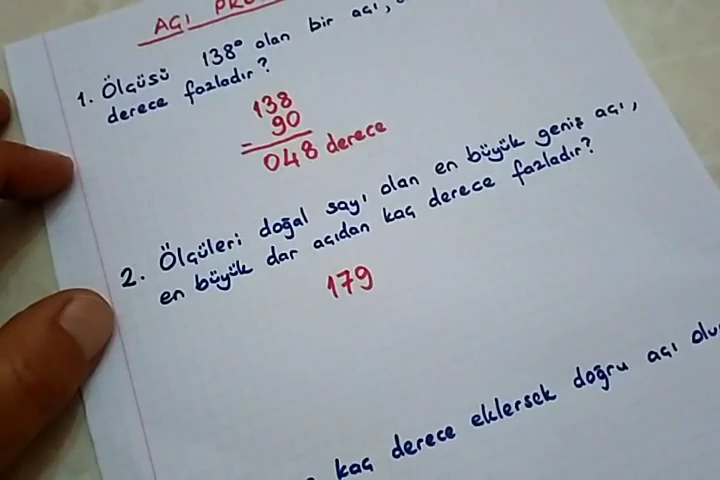 AÇI
1. Ölçüsü 138° olan bir açı,
derece fazladır?
138
90
-
048 derece
2. Ölçüleri doğal sayı olan en büyük geniş açı,
en büyük dar açıdan kaç derece fazladır?
179
kaç derece eklersek doğru açı